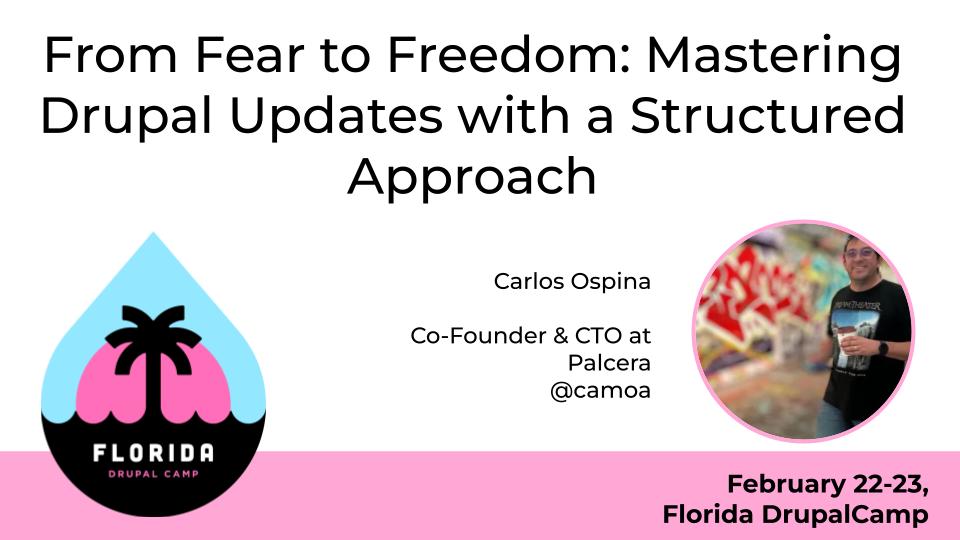 From Fear to Freedom: Mastering
Drupal Updates with a Structured
Approach
Carlos Ospina
Co-Founder & CTO at
Palcera
@camoa
FLORIDA
DRUPAL CAMP
February 22-23,
Florida DrupalCamp